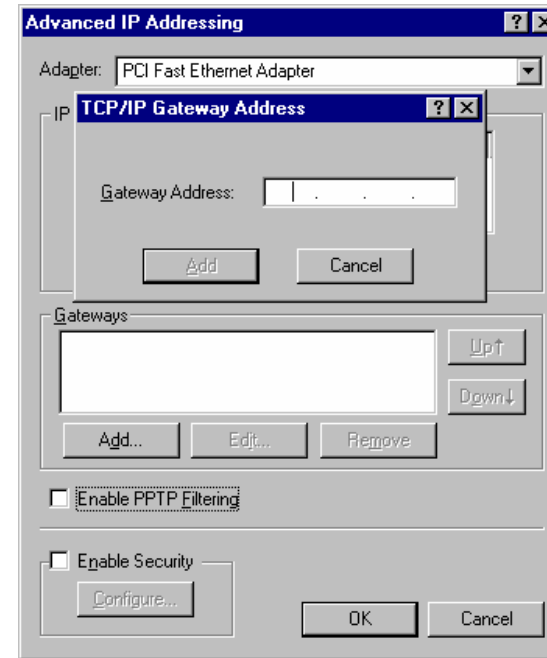 Advanced IP Addressing
Adapter: PCI Fast Ethernet Adapter
IP
TCP/IP Gateway Address
Gateway Address: . . .
Add Cancel
Gateways
Up↑
Down↓
Add... Edit... Remove
Enable PPTP Filtering
Enable Security
Configure...
OK Cancel